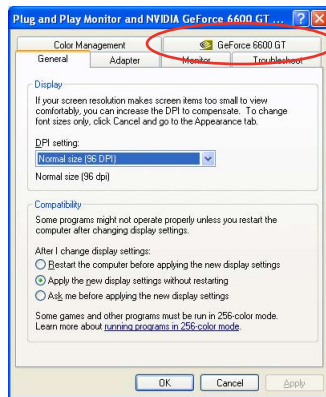 Plug and Play Monitor and NVIDIA GeForce 6600 GT ...
Color Management
GeForce 6600 GT
General
Adapter
Monitor
Troubleshoot
Display
If your screen resolution makes screen items too small to view
comfortably, you can increase the DPI to compensate. To change
font sizes only, click Cancel and go to the Appearance tab.
DPI setting:
Normal size (96 DPI)
Normal size (96 dpi)
Compatibility
Some programs might not operate properly unless you restart the
computer after changing display settings.
After I change display settings:
Restart the computer before applying the new display settings
Apply the new display settings without restarting
Ask me before applying the new display settings
Some games and other programs must be run in 256-color mode.
Learn more about running programs in 256-color mode.
OK
Cancel
Apply